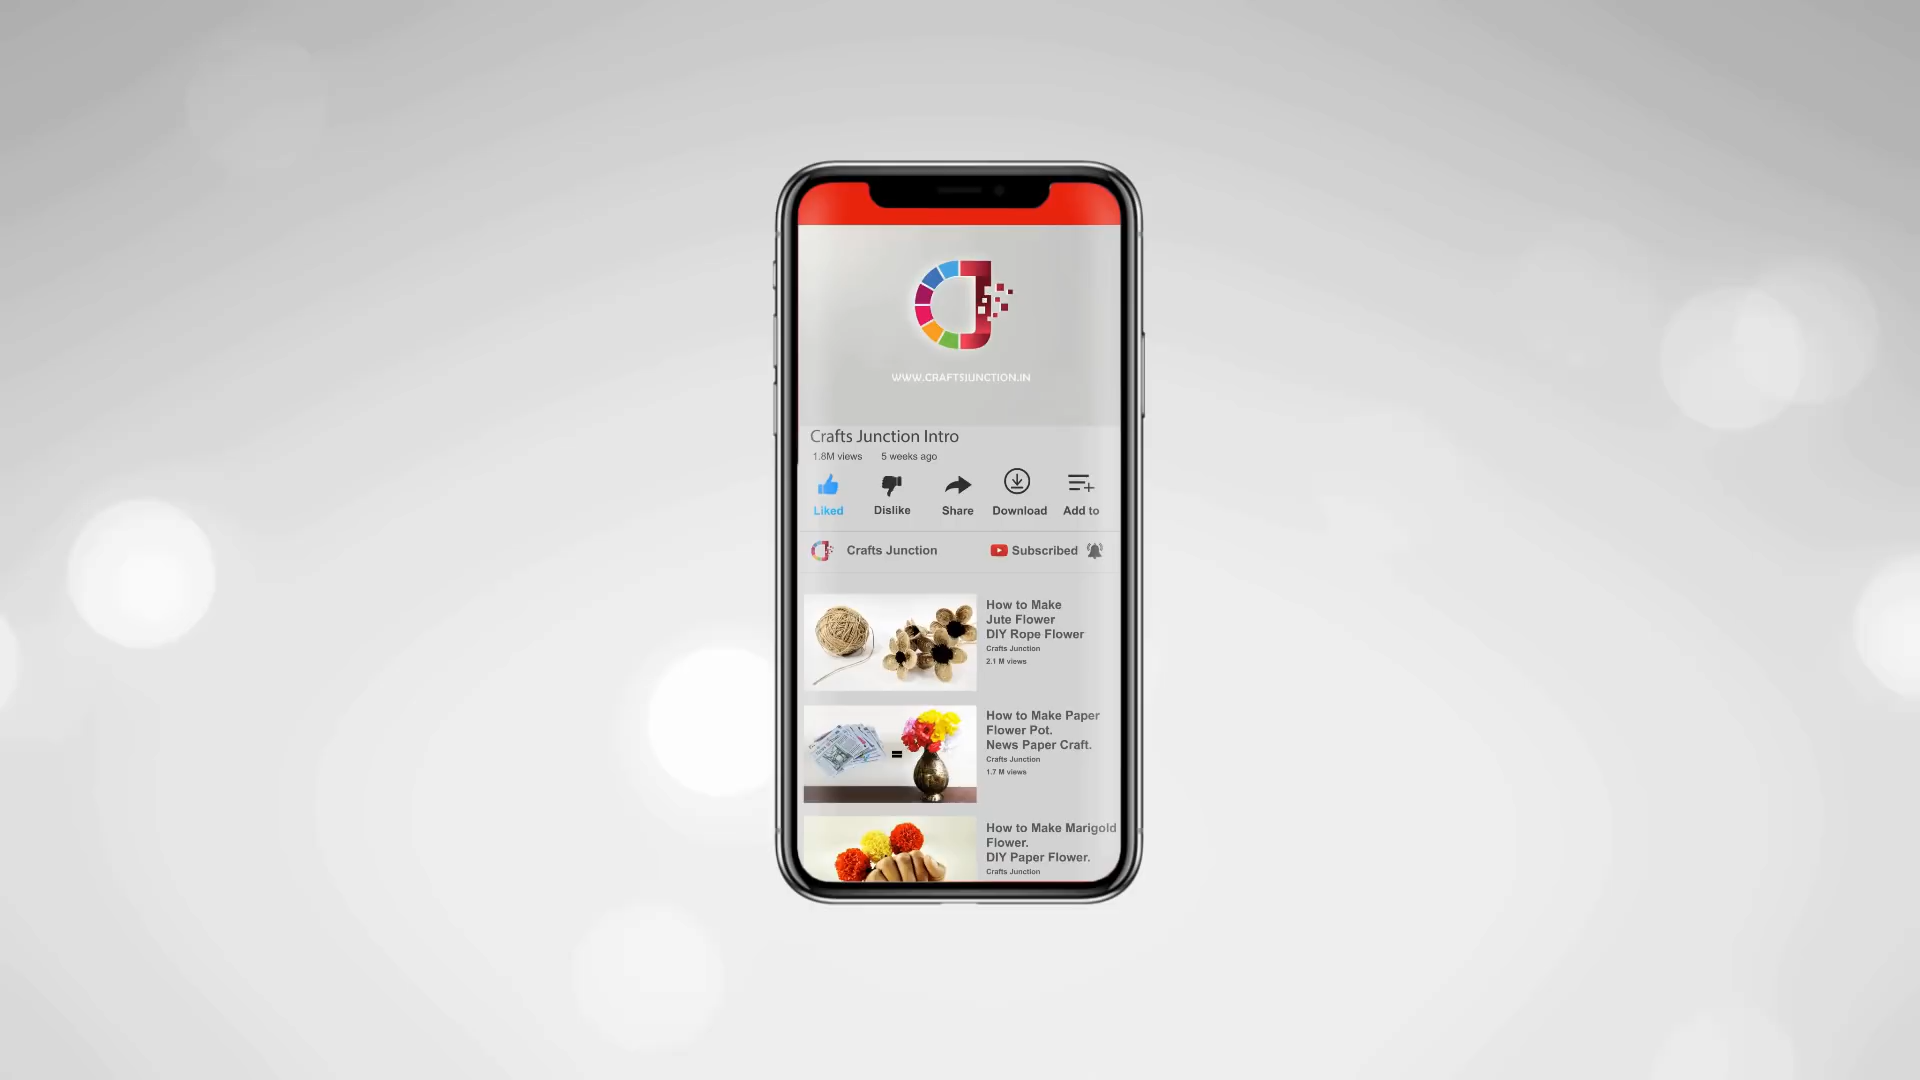 WWW.CRAFTSJUNCTION.IN
Crafts Junction Intro
1.8M views 5 weeks ago
Liked Dislike Share Download Add to
Crafts Junction Subscribed
How to Make
Jute Flower
DIY Rope Flower
Crafts Junction
2.1 M views
How to Make Paper
Flower Pot.
News Paper Craft.
Crafts Junction
1.7 M views
How to Make Marigold
Flower.
DIY Paper Flower.
Crafts Junction